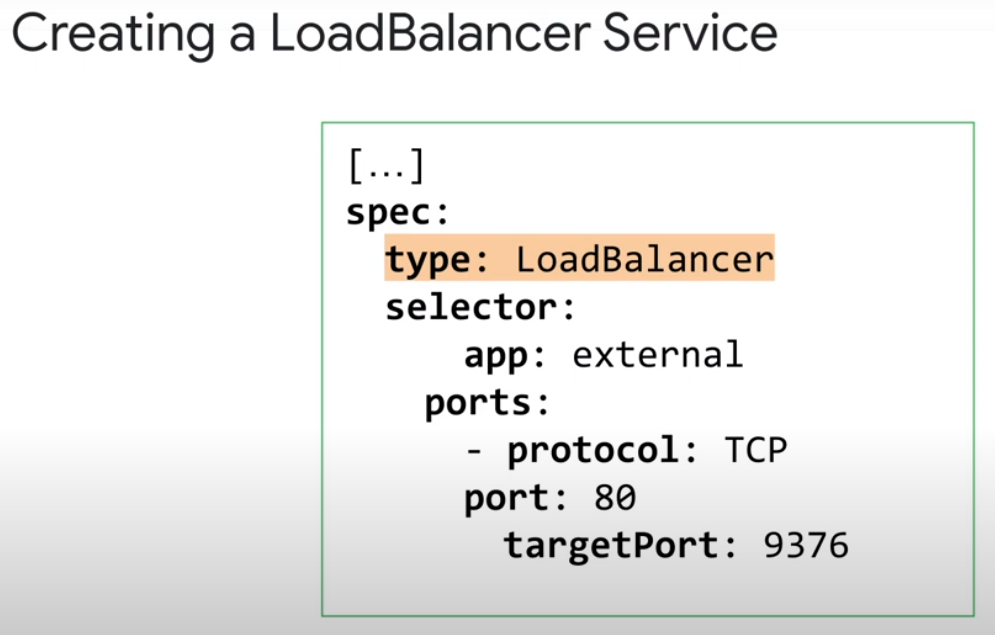 Creating a LoadBalancer Service
[...]
spec:
type: LoadBalancer
selector:
app: external
ports:
- protocol: TCP
port: 80
targetPort: 9376